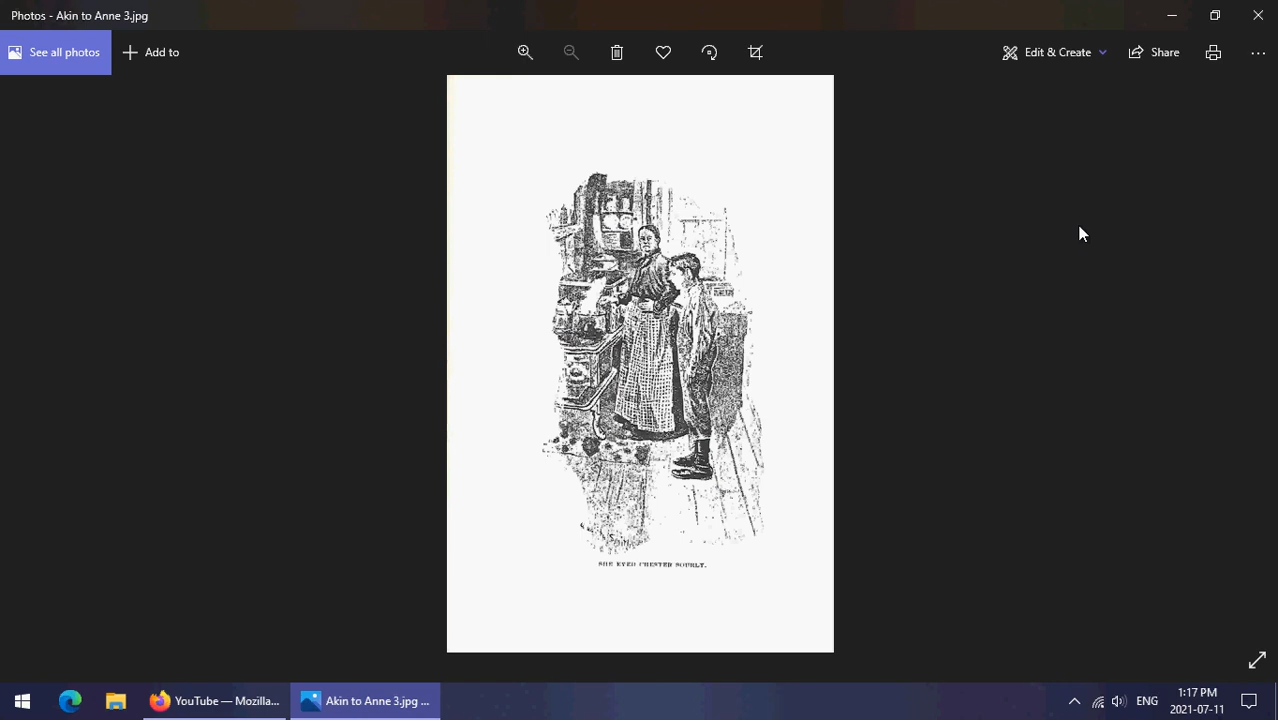 Photos - Akin to Anne 3.jpg
See all photos
Add to
Edit & Create
Share
SHE EYED CHESTER SOURLY.
YouTube — Mozilla...
Akin to Anne 3.jpg ...
ENG
1:17 PM
2021-07-11